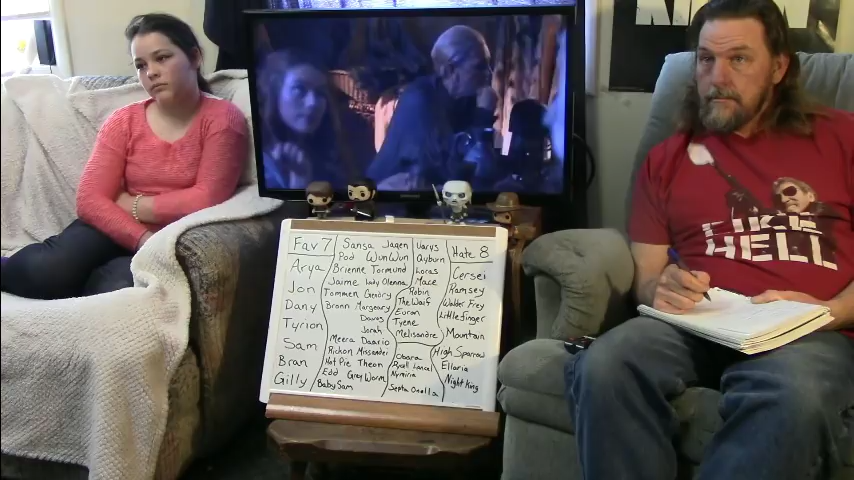 Fav 7
Arya
Jon
Dany
Tyrion
Sam
Bran
Gilly
Sansa Jaqen
Pod WunWun
Brienne Tormund
Jaime Lady Olenna
Tommen Gendry
Bronn Margaery
Davos
Jorah
Meera Daario
Rickon Missandei
Hot Pie Theon
Edd Grey Worm
Baby Sam
Varys
Qyburn
Loras
Mace
Robin
The Waif
Euron
Tyene
Melisandre
Obara
Nymiria
Septa Unella
Hate 8
Cersei
Ramsey
Walder Frey
Littlefinger
Mountain
High Sparrow
Ellaria
Night King
LIKE
HELL